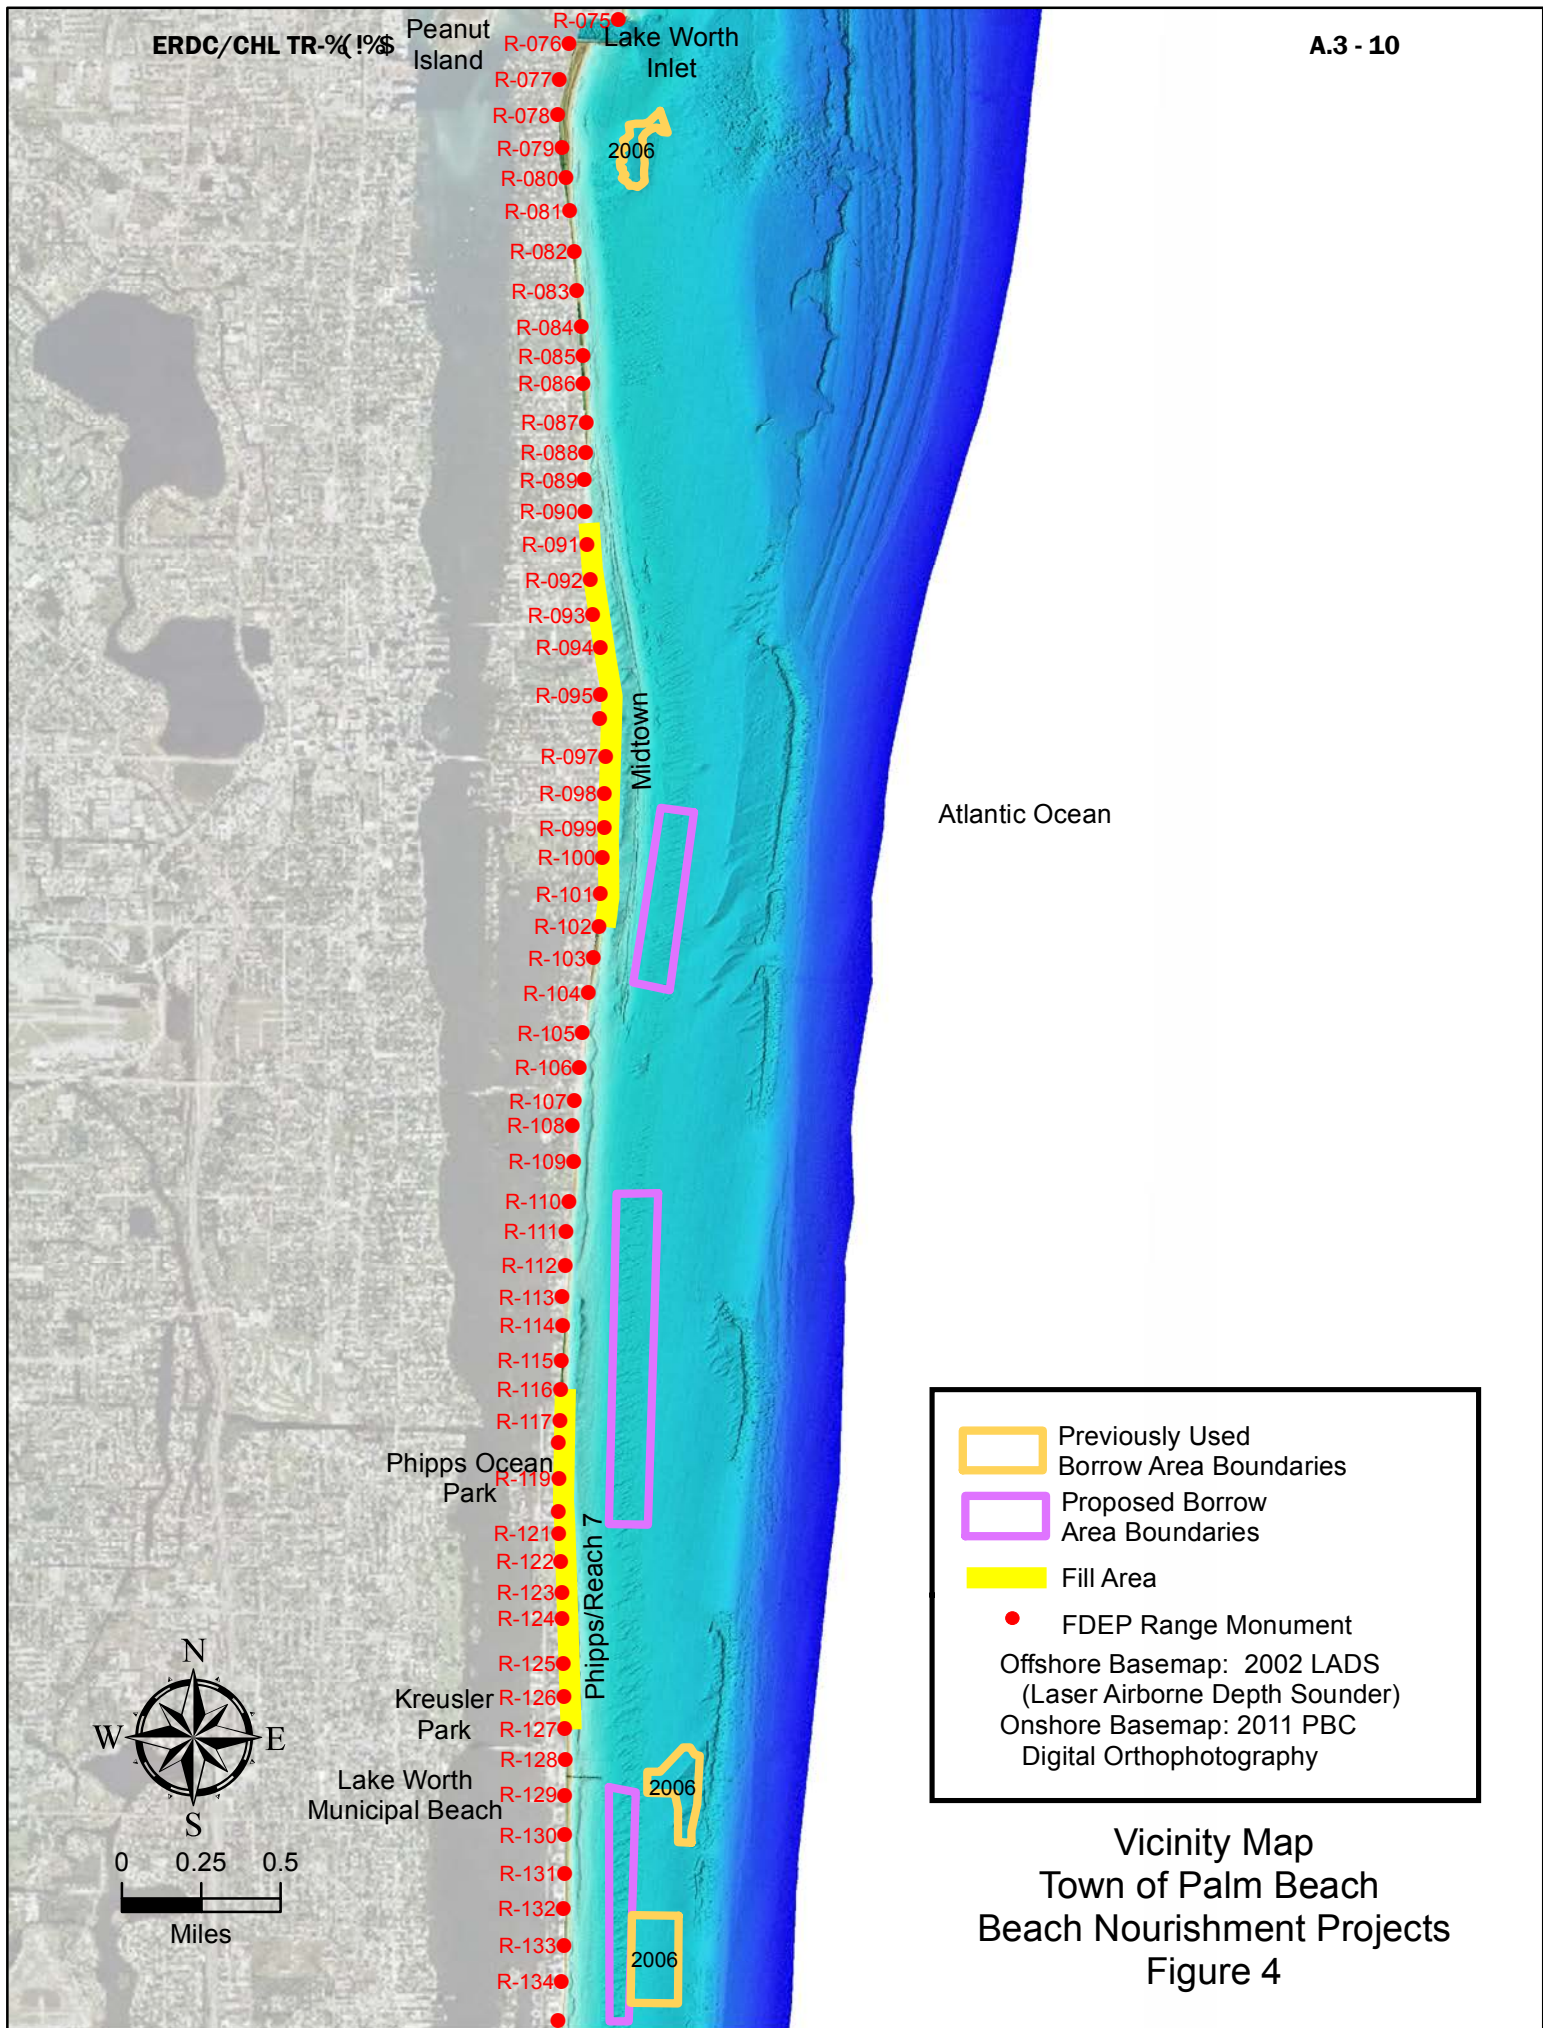 ERDC/CHL TR-%(!%$
A.3 - 10
Peanut
Island
Lake Worth
Inlet
R-075
R-076
R-077
R-078
R-079
2006
R-080
R-081
R-082
R-083
R-084
R-085
R-086
R-087
R-088
R-089
R-090
R-091
R-092
R-093
R-094
R-095
Midtown
R-097
R-098
R-099
R-100
R-101
R-102
R-103
R-104
R-105
R-106
R-107
R-108
R-109
R-110
R-111
R-112
R-113
R-114
R-115
R-116
R-117
Phipps Ocean
Park
R-119
R-121
R-122
R-123
R-124
Phipps/Reach 7
R-125
Kreusler
Park
R-126
R-127
R-128
Lake Worth
Municipal Beach
R-129
2006
R-130
R-131
R-132
R-133
2006
R-134
Atlantic Ocean
N
W
E
S
0 0.25 0.5
Miles
Previously Used
Borrow Area Boundaries
Proposed Borrow
Area Boundaries
Fill Area
FDEP Range Monument
Offshore Basemap: 2002 LADS
(Laser Airborne Depth Sounder)
Onshore Basemap: 2011 PBC
Digital Orthophotography
Vicinity Map
Town of Palm Beach
Beach Nourishment Projects
Figure 4